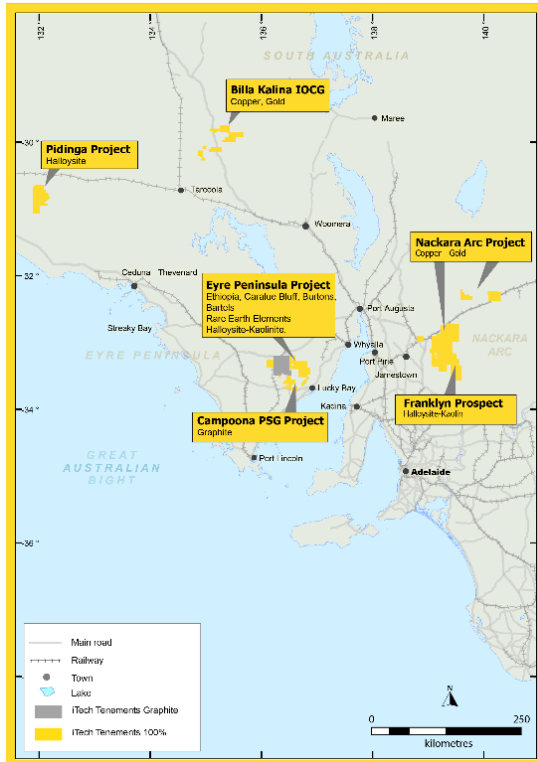 132 °
134 °
136 °
138 °
140 °
SOUTH AUSTRALIA
Billa Kalina IOCG
Copper, Gold
Maree
-30 °
Pidinga Project
Halloysite
Tarcoola
Woomera
Nackara Arc Project
Copper Gold
-32 °
Ceduna Thevenard
Eyre Peninsula Project
Ethiopia, Caralue Bluff, Burtons,
Bartels
Rare Earth Elements
Halloysite-Kaolinite.
Port Augusta
Streaky Bay
Whyalla
NACKARA
ARC
EYRE PENINSULA
Port Pirie
Jamestown
Lucky Bay
Kadina
Franklyn Prospect
Halloysite-Kaolin
-34 °
Campoona PSG Project
Graphite
GREAT
AUSTRALIAN
BIGHT
Port Lincoln
Adelaide
-36 °
Main road
Railway
Town
Lake
iTech Tenements Graphite
iTech Tenements 100%
N
0 250
kilometres